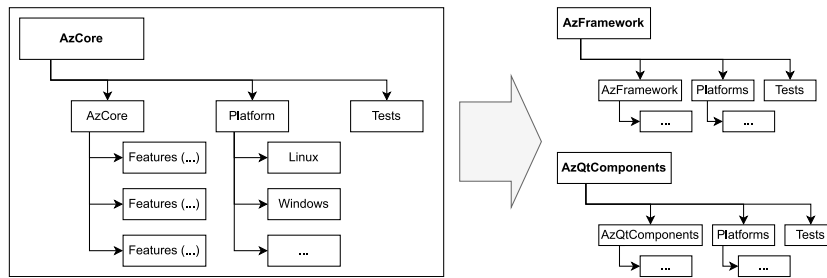 AzCore
AzCore
Platform
Tests
Features (...)
Linux
Features (...)
Windows
Features (...)
...
AzFramework
AzFramework
Platforms
Tests
...
...
AzQtComponents
AzQtComponents
Platforms
Tests
...
...